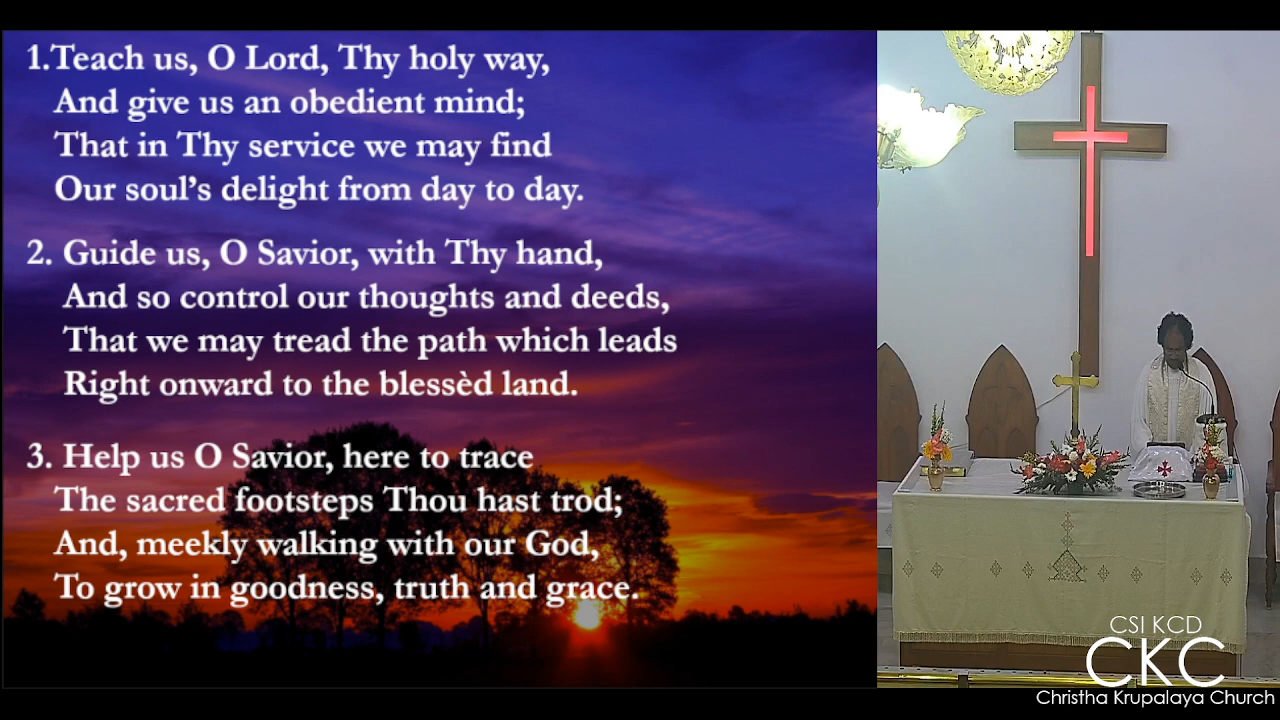 1.Teach us, O Lord, Thy holy way,
And give us an obedient mind;
That in Thy service we may find
Our soul’s delight from day to day.
2. Guide us, O Savior, with Thy hand,
And so control our thoughts and deeds,
That we may tread the path which leads
Right onward to the blessèd land.
3. Help us O Savior, here to trace
The sacred footsteps Thou hast trod;
And, meekly walking with our God,
To grow in goodness, truth and grace.
CSI KCD
CKC
Christha Krupalaya Church